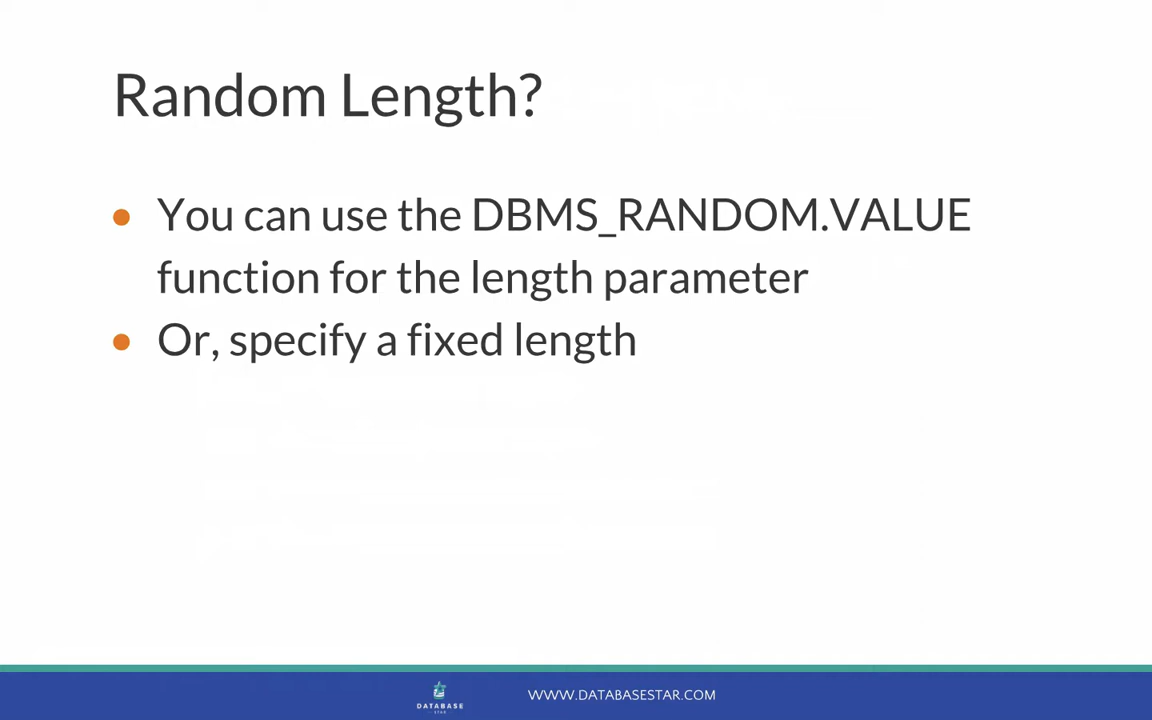 Random Length?
• You can use the DBMS_RANDOM.VALUE
function for the length parameter
• Or, specify a fixed length
DATABASE
STAR
WWW.DATABASESTAR.COM